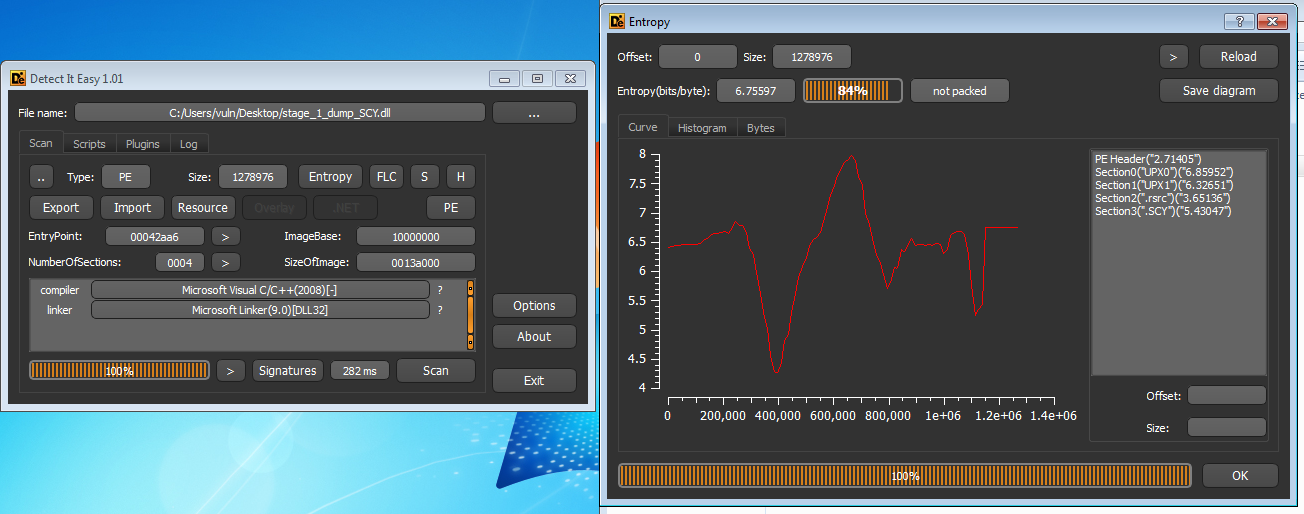 Detect It Easy 1.01
File name: C:/Users/vuln/Desktop/stage_1_dump_SCY.dll ...
Scan Scripts Plugins Log
.. Type: PE Size: 1278976 Entropy FLC S H
Export Import Resource Overlay .NET PE
EntryPoint: 00042aa6 > ImageBase: 10000000
NumberOfSections: 0004 > SizeOfImage: 0013a000
compiler Microsoft Visual C/C++(2008)[-] ?
linker Microsoft Linker(9.0)[DLL32] ?
Options
About
100% > Signatures 282 ms Scan
Exit
Entropy
Offset: 0 Size: 1278976 > Reload
Entropy(bits/byte): 6.75597 84% not packed Save diagram
Curve Histogram Bytes
8
7.5
7
6.5
6
5.5
5
4.5
4
0 200,000 400,000 600,000 800,000 1e+06 1.2e+06 1.4e+06
PE Header("2.71405")
Section0("UPX0")("6.85952")
Section1("UPX1")("6.32651")
Section2(".rsrc")("3.65136")
Section3(".SCY")("5.43047")
Offset:
Size:
100% OK